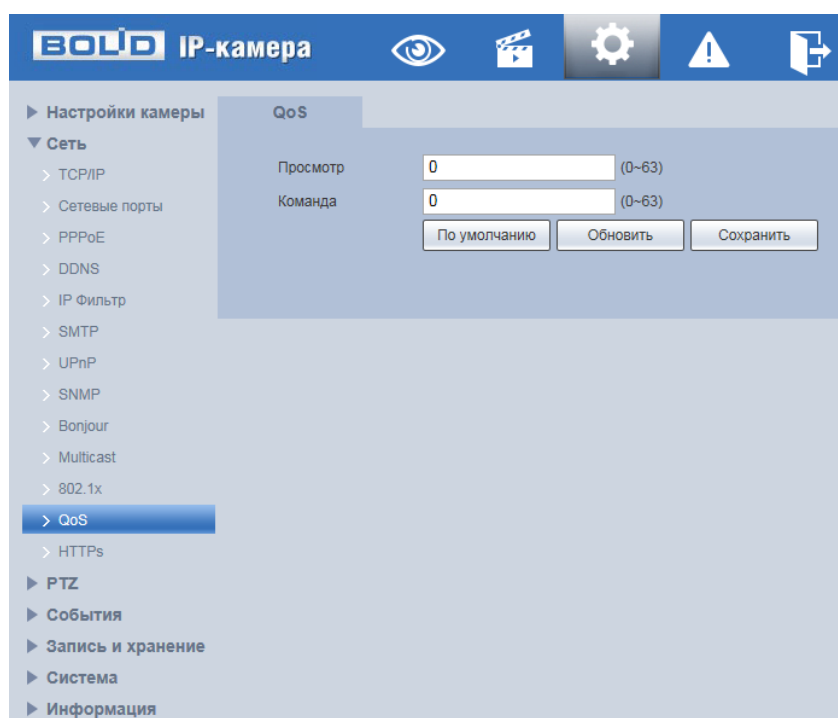 BOLID IP-камера
Настройки камеры
Сеть
TCP/IP
Сетевые порты
PPPoE
DDNS
IP Фильтр
SMTP
UPnP
SNMP
Bonjour
Multicast
802.1x
QoS
HTTPs
PTZ
События
Запись и хранение
Система
Информация
QoS
Просмотр 0 (0~63)
Команда 0 (0~63)
По умолчанию Обновить Сохранить